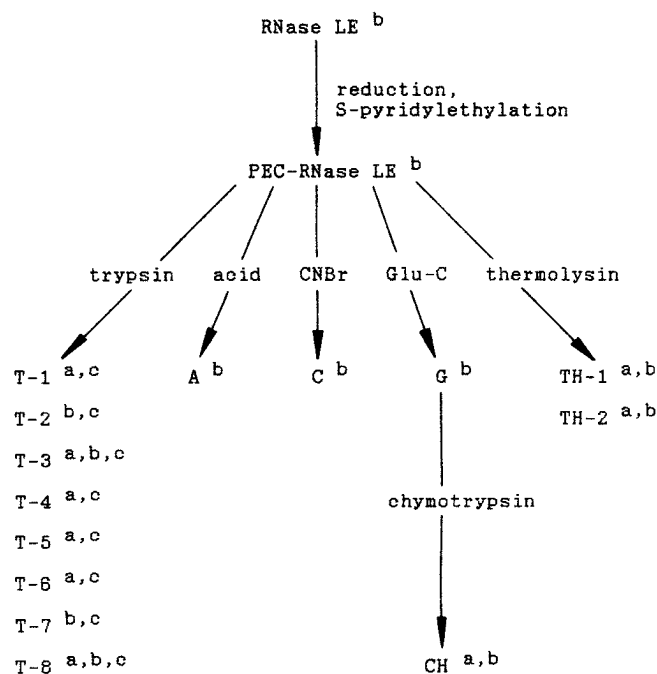 RNase LE b
reduction,
S-pyridylethylation
PEC-RNase LE b
trypsin acid CNBr Glu-C thermolysin
T-1 a,c A b C b G b TH-1 a,b
T-2 b,c TH-2 a,b
T-3 a,b,c
T-4 a,c
chymotrypsin
T-5 a,c
T-6 a,c
T-7 b,c
T-8 a,b,c CH a,b